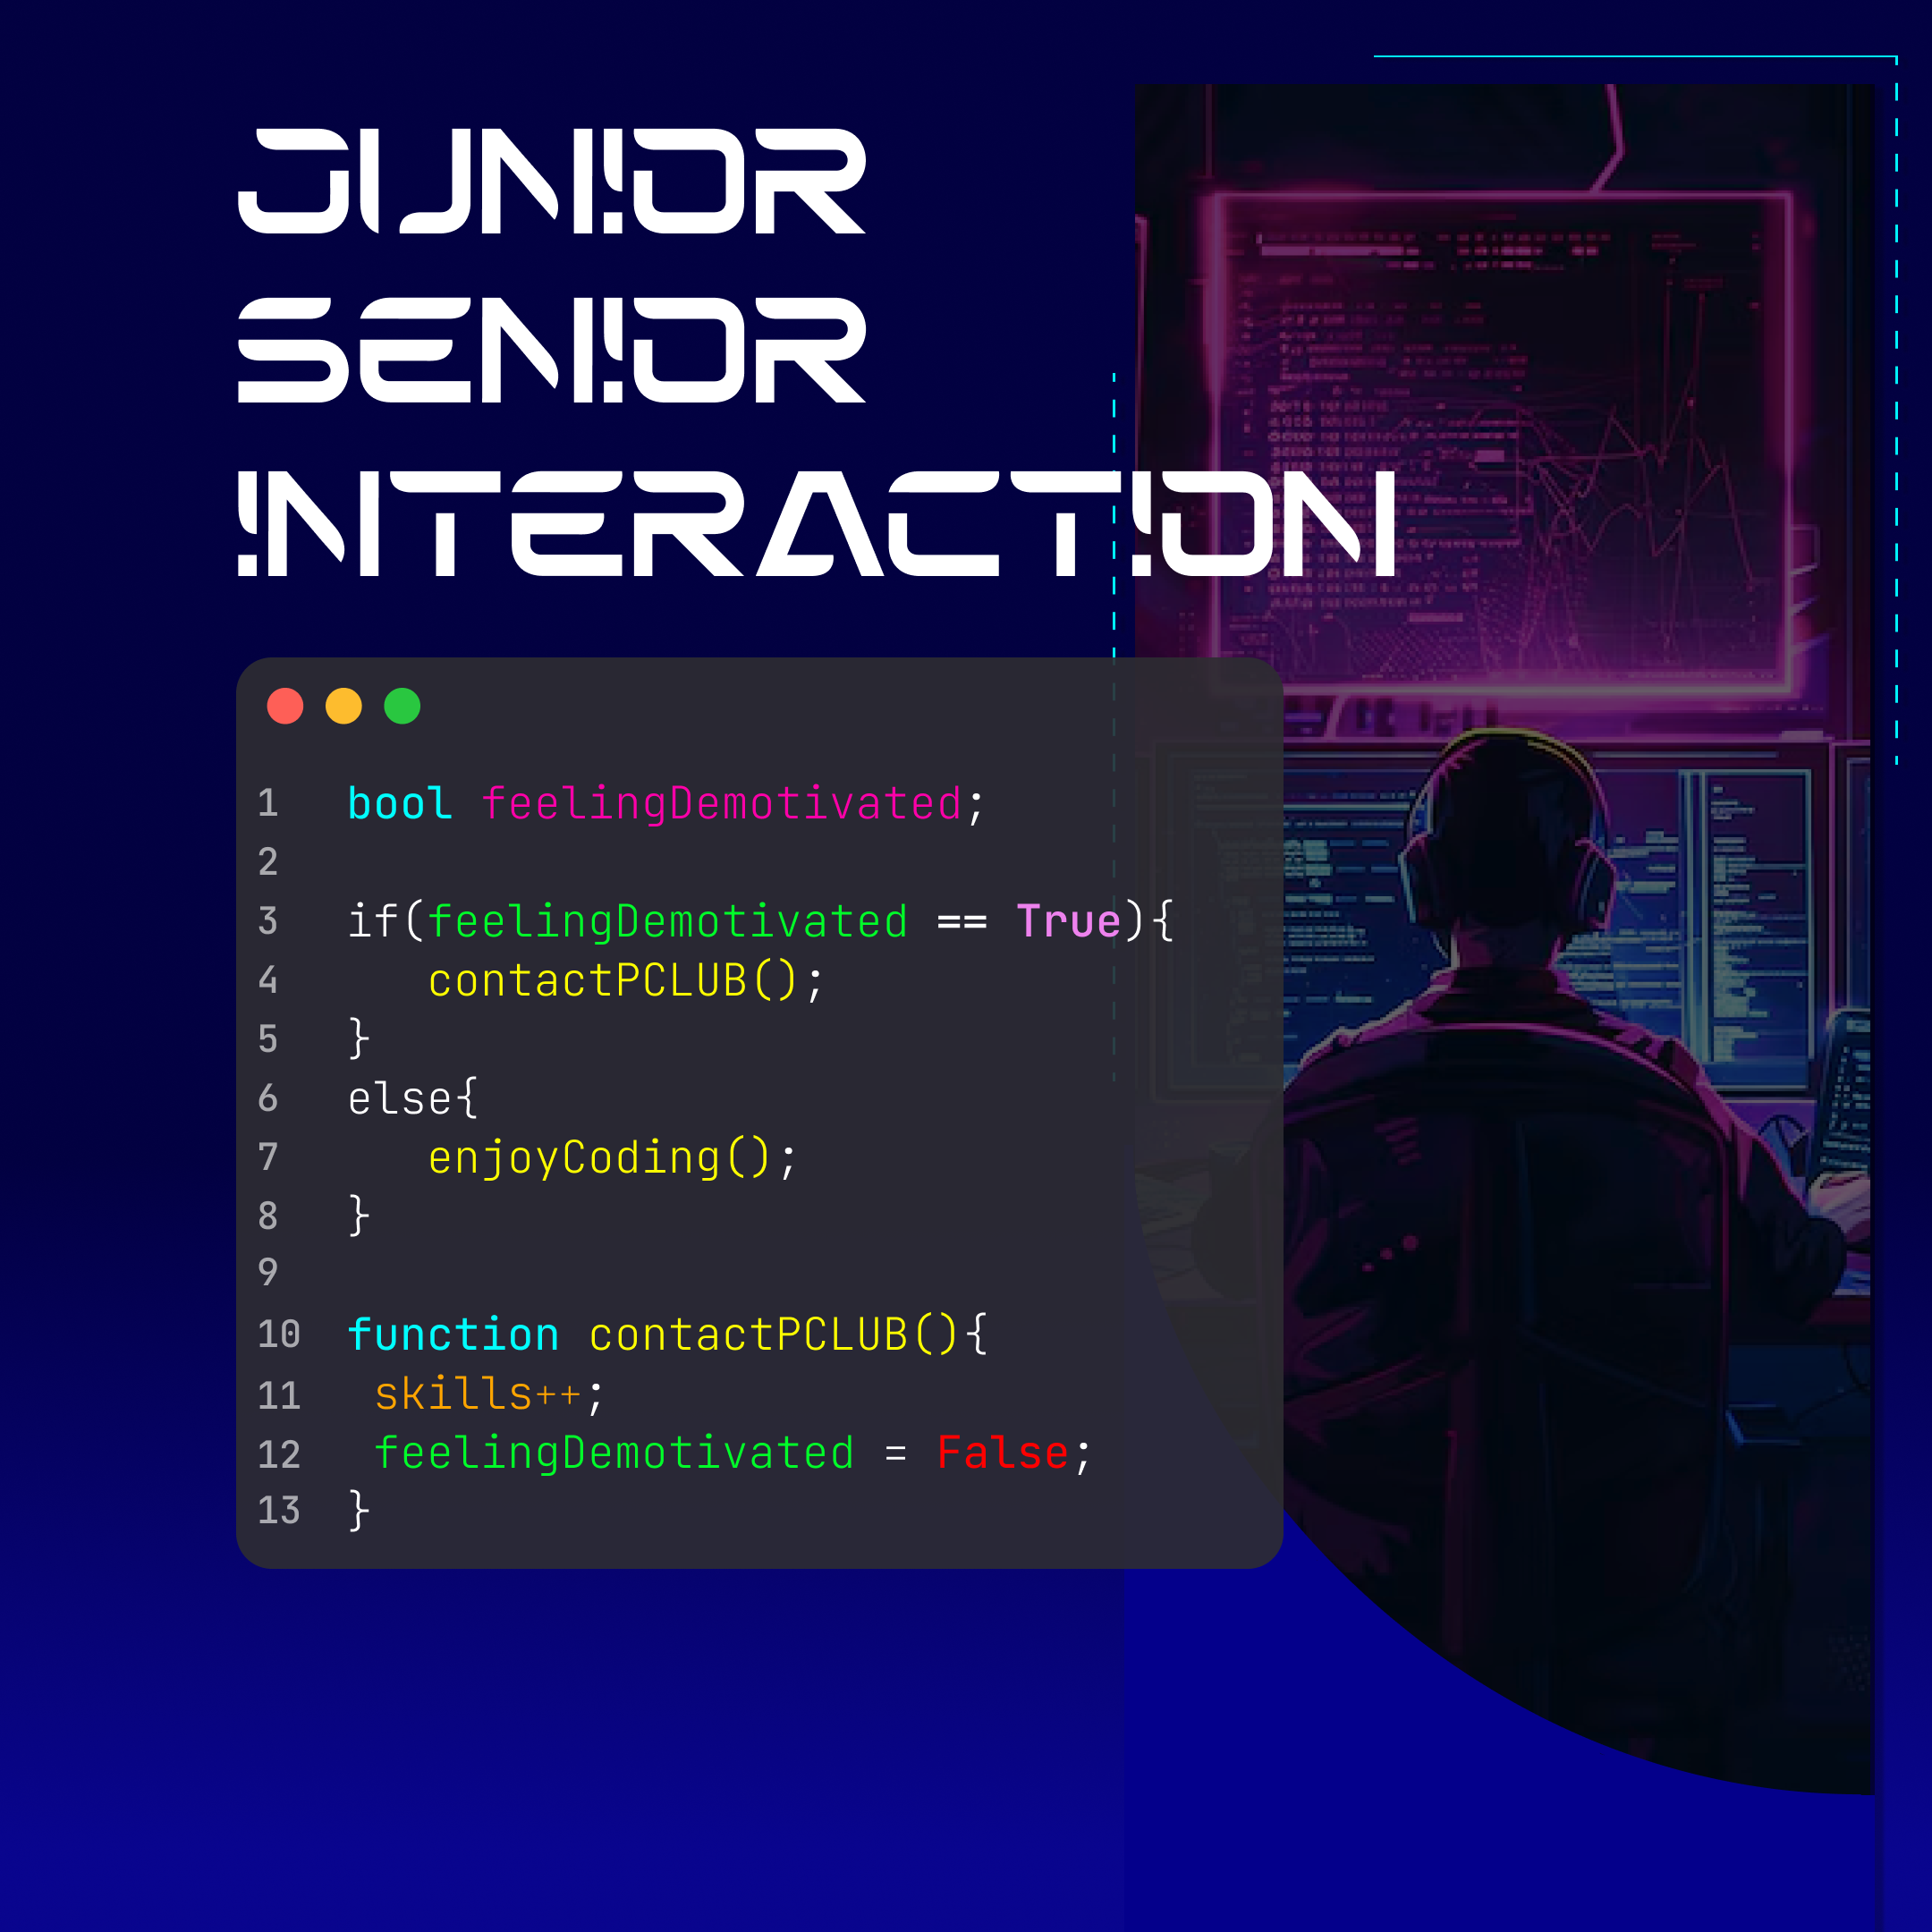 JUNIOR
SENIOR
INTERACTION
1 bool feelingDemotivated;
2
3 if(feelingDemotivated == True){
4 contactPCLUB();
5 }
6 else{
7 enjoyCoding();
8 }
9
10 function contactPCLUB(){
11 skills++;
12 feelingDemotivated = False;
13 }